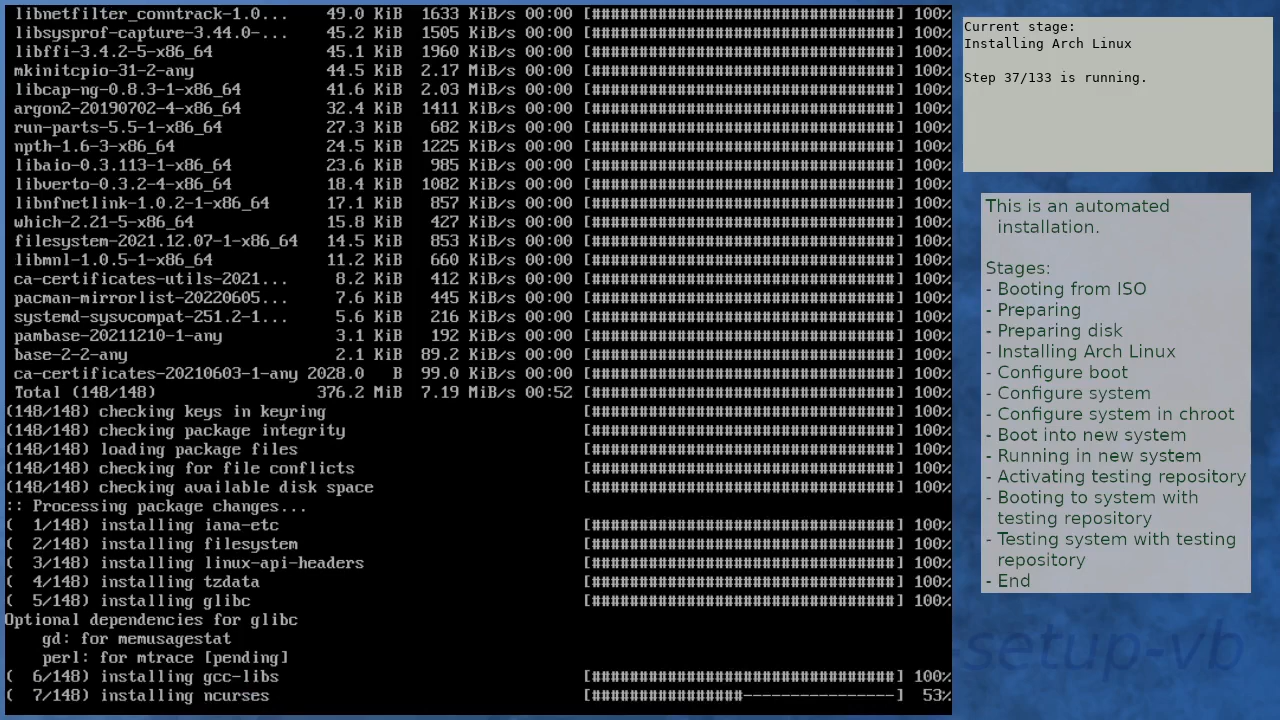 libnetfilter_conntrack-1.0... 49.0 KiB 1633 KiB/s 00:00 [################################] 100%
libsysprof-capture-3.44.0-... 45.2 KiB 1505 KiB/s 00:00 [################################] 100%
libffi-3.4.2-5-x86_64 45.1 KiB 1960 KiB/s 00:00 [################################] 100%
mkinitcpio-31-2-any 44.5 KiB 2.17 MiB/s 00:00 [################################] 100%
libcap-ng-0.8.3-1-x86_64 41.6 KiB 2.03 MiB/s 00:00 [################################] 100%
argon2-20190702-4-x86_64 32.4 KiB 1411 KiB/s 00:00 [################################] 100%
run-parts-5.5-1-x86_64 27.3 KiB 682 KiB/s 00:00 [################################] 100%
npth-1.6-3-x86_64 24.5 KiB 1225 KiB/s 00:00 [################################] 100%
libaio-0.3.113-1-x86_64 23.6 KiB 985 KiB/s 00:00 [################################] 100%
libverto-0.3.2-4-x86_64 18.4 KiB 1082 KiB/s 00:00 [################################] 100%
libnfnetlink-1.0.2-1-x86_64 17.1 KiB 857 KiB/s 00:00 [################################] 100%
which-2.21-5-x86_64 15.8 KiB 427 KiB/s 00:00 [################################] 100%
filesystem-2021.12.07-1-x86_64 14.5 KiB 853 KiB/s 00:00 [################################] 100%
libmnl-1.0.5-1-x86_64 11.2 KiB 660 KiB/s 00:00 [################################] 100%
ca-certificates-utils-2021... 8.2 KiB 412 KiB/s 00:00 [################################] 100%
pacman-mirrorlist-20220605... 7.6 KiB 445 KiB/s 00:00 [################################] 100%
systemd-sysvcompat-251.2-1... 5.6 KiB 216 KiB/s 00:00 [################################] 100%
pambase-20211210-1-any 3.1 KiB 192 KiB/s 00:00 [################################] 100%
base-2-2-any 2.1 KiB 89.2 KiB/s 00:00 [################################] 100%
ca-certificates-20210603-1-any 2028.0 B 99.0 KiB/s 00:00 [################################] 100%
Total (148/148) 376.2 MiB 7.19 MiB/s 00:52 [################################] 100%
(148/148) checking keys in keyring [################################] 100%
(148/148) checking package integrity [################################] 100%
(148/148) loading package files [################################] 100%
(148/148) checking for file conflicts [################################] 100%
(148/148) checking available disk space [################################] 100%
:: Processing package changes...
( 1/148) installing iana-etc [################################] 100%
( 2/148) installing filesystem [################################] 100%
( 3/148) installing linux-api-headers [################################] 100%
( 4/148) installing tzdata [################################] 100%
( 5/148) installing glibc [################################] 100%
Optional dependencies for glibc
gd: for memusagestat
perl: for mtrace [pending]
( 6/148) installing gcc-libs [################################] 100%
( 7/148) installing ncurses [################----------------] 53%
Current stage:
Installing Arch Linux
Step 37/133 is running.
This is an automated
installation.
Stages:
- Booting from ISO
- Preparing
- Preparing disk
- Installing Arch Linux
- Configure boot
- Configure system
- Configure system in chroot
- Boot into new system
- Running in new system
- Activating testing repository
- Booting to system with
testing repository
- Testing system with testing
repository
- End
setup-vb